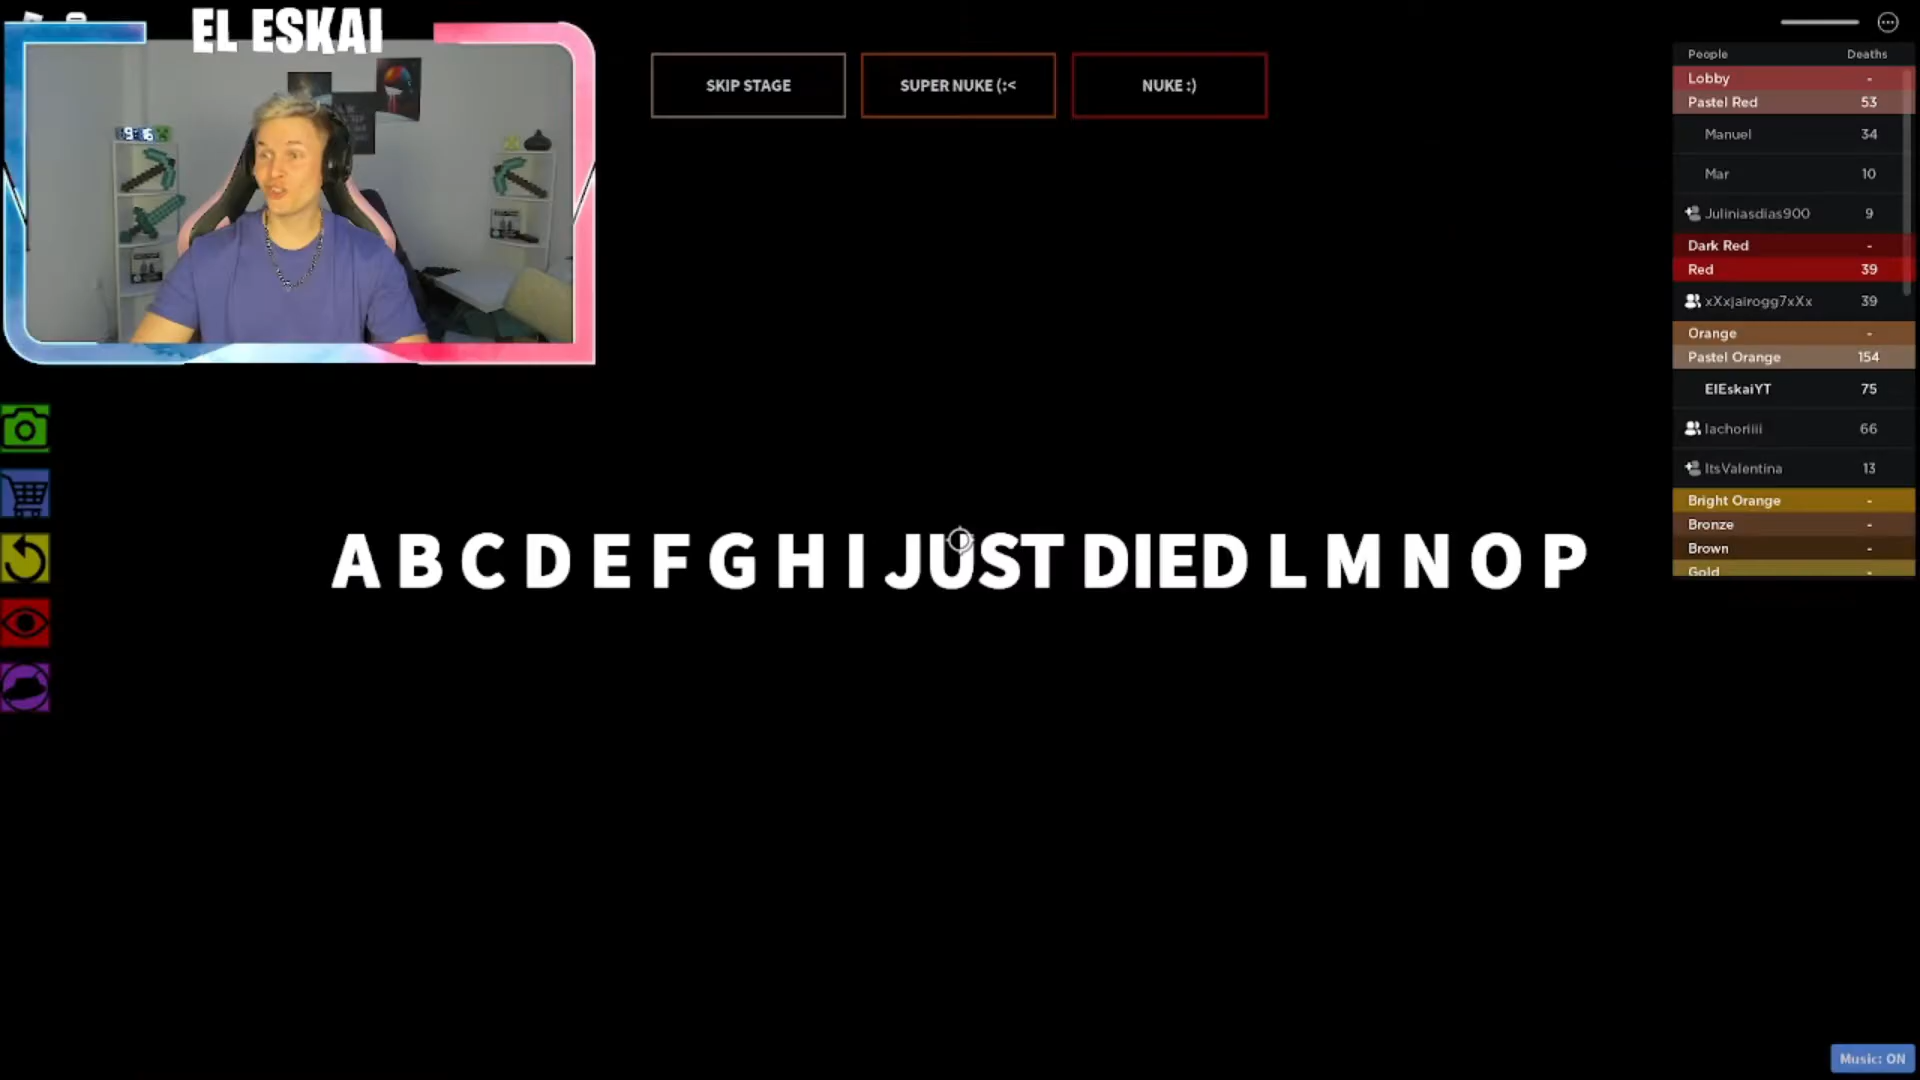 EL ESKAI
SKIP STAGE
SUPER NUKE (:<
NUKE :)
People Deaths
Lobby -
Pastel Red 53
Manuel 34
Mar 10
Juliniasdias900 9
Dark Red -
Red 39
xXxjairogg7xXx 39
Orange -
Pastel Orange 154
ElEskaiYT 75
lachoriiii 66
ItsValentina 13
Bright Orange -
Bronze -
Brown -
Gold -
A B C D E F G H I JUST DIED L M N O P
Music: ON